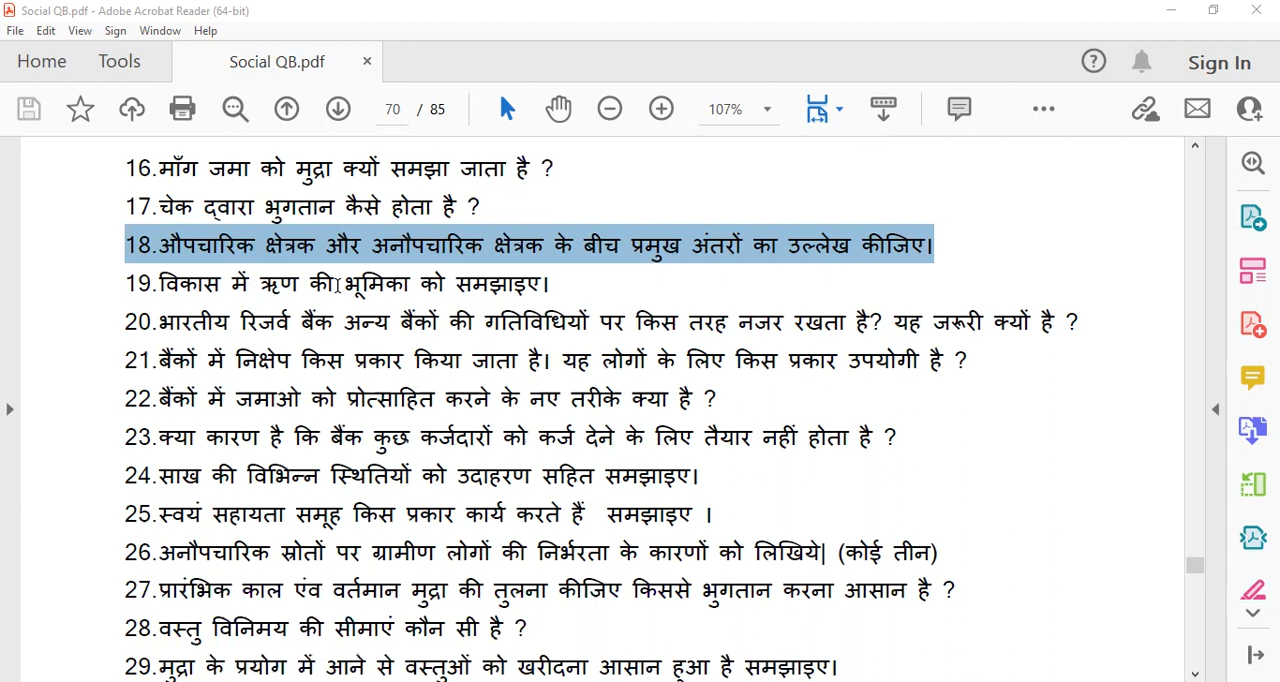 Social QB.pdf - Adobe Acrobat Reader (64-bit)
File Edit View Sign Window Help
Home Tools Social QB.pdf × Sign In
70 / 85 107%
16.माँग जमा को मुद्रा क्यों समझा जाता है ?
17.चेक द्वारा भुगतान कैसे होता है ?
18.औपचारिक क्षेत्रक और अनौपचारिक क्षेत्रक के बीच प्रमुख अंतरों का उल्लेख कीजिए।
19.विकास में ऋण की भूमिका को समझाइए।
20.भारतीय रिजर्व बैंक अन्य बैंकों की गतिविधियों पर किस तरह नजर रखता है? यह जरूरी क्यों है ?
21.बैंकों में निक्षेप किस प्रकार किया जाता है। यह लोगों के लिए किस प्रकार उपयोगी है ?
22.बैंकों में जमाओ को प्रोत्साहित करने के नए तरीके क्या है ?
23.क्या कारण है कि बैंक कुछ कर्जदारों को कर्ज देने के लिए तैयार नहीं होता है ?
24.साख की विभिन्न स्थितियों को उदाहरण सहित समझाइए।
25.स्वयं सहायता समूह किस प्रकार कार्य करते हैं समझाइए ।
26.अनौपचारिक स्रोतों पर ग्रामीण लोगों की निर्भरता के कारणों को लिखिये| (कोई तीन)
27.प्रारंभिक काल एंव वर्तमान मुद्रा की तुलना कीजिए किससे भुगतान करना आसान है ?
28.वस्तु विनिमय की सीमाएं कौन सी है ?
29.मुद्रा के प्रयोग में आने से वस्तुओं को खरीदना आसान हुआ है समझाइए।